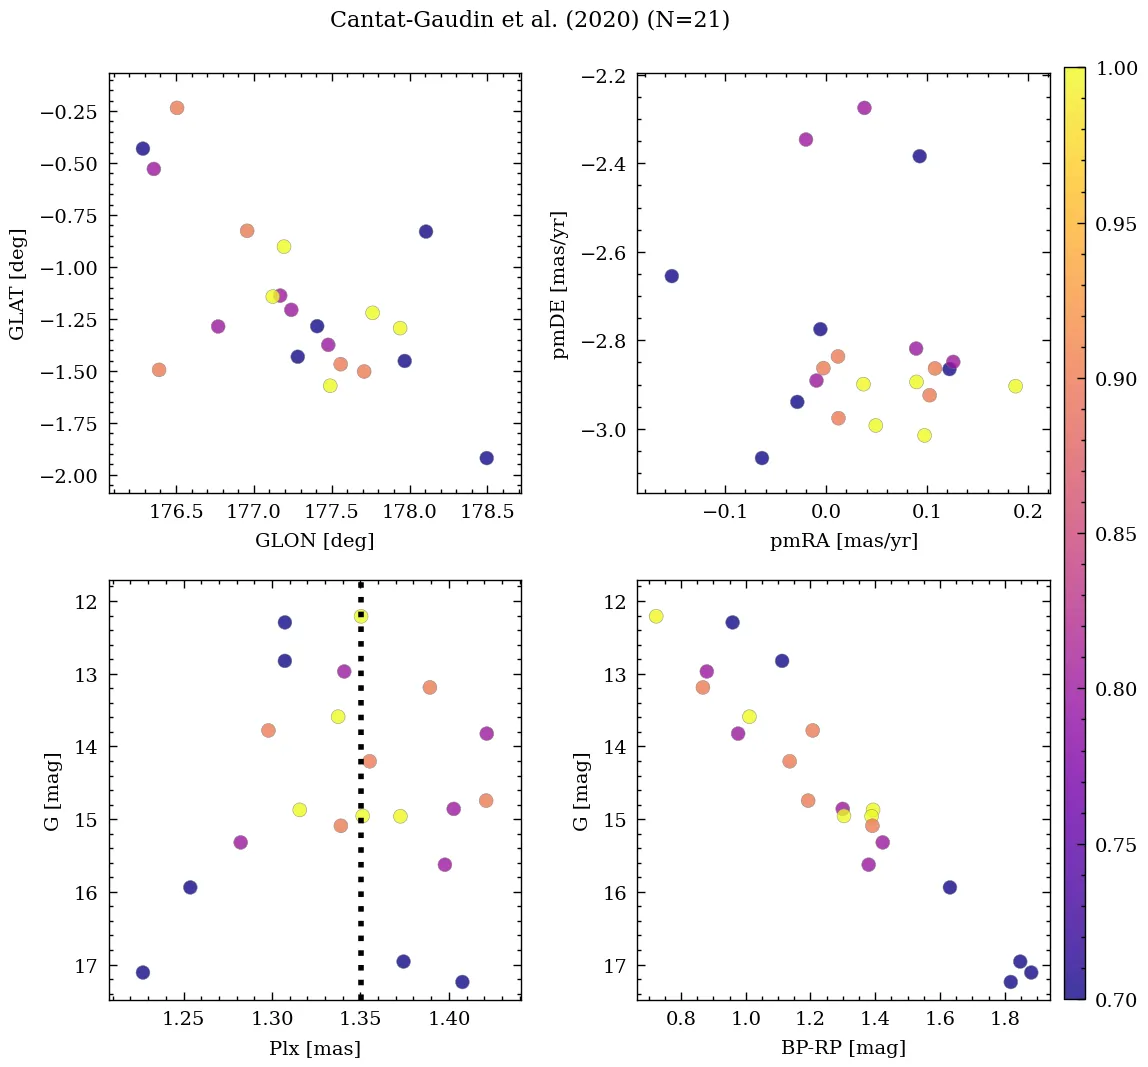 Cantat-Gaudin et al. (2020) (N=21)
−0.25
−0.50
−0.75
−1.00
−1.25
−1.50
−1.75
−2.00
GLAT [deg]
176.5 177.0 177.5 178.0 178.5
GLON [deg]
−2.2
−2.4
−2.6
−2.8
−3.0
pmDE [mas/yr]
−0.1 0.0 0.1 0.2
pmRA [mas/yr]
12
13
14
15
16
17
G [mag]
1.25 1.30 1.35 1.40
Plx [mas]
12
13
14
15
16
17
G [mag]
0.8 1.0 1.2 1.4 1.6 1.8
BP-RP [mag]
1.00
0.95
0.90
0.85
0.80
0.75
0.70